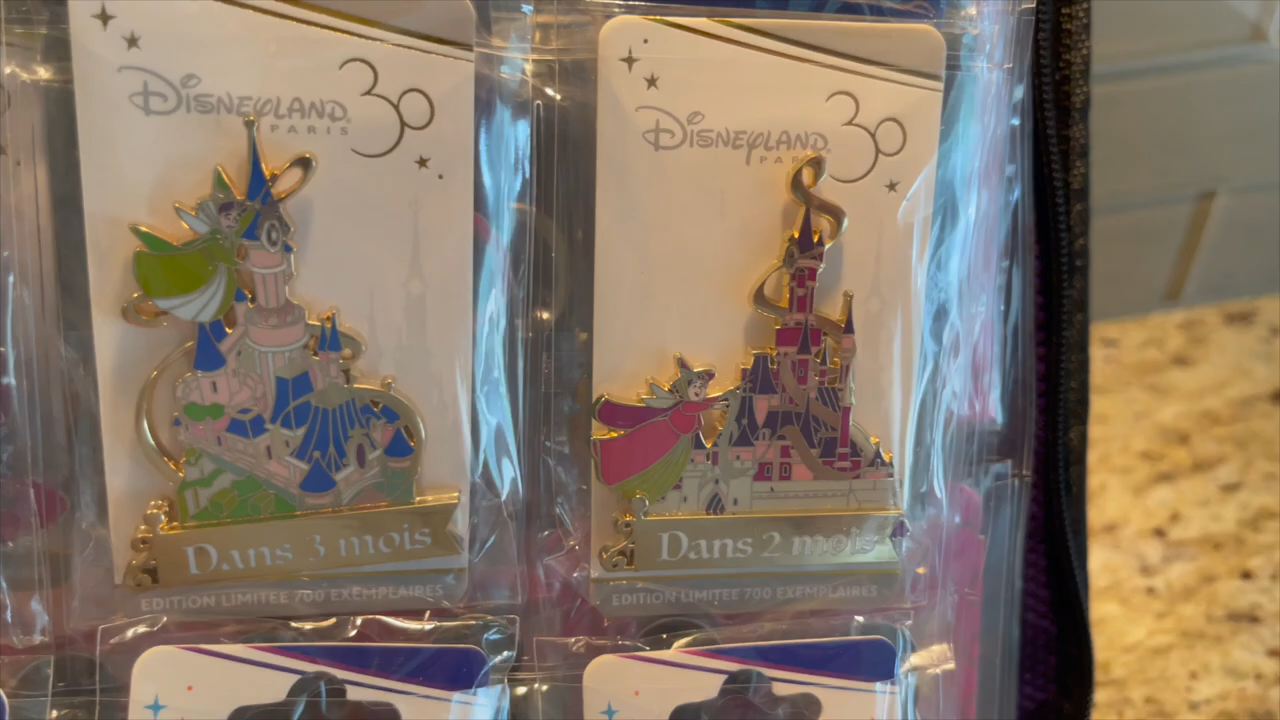 DISNEYLAND 30
PARIS
Dans 3 mois
EDITION LIMITEE 700 EXEMPLAIRES
DISNEYLAND 30
Dans 2 mois
EDITION LIMITEE 700 EXEMPLAIRES